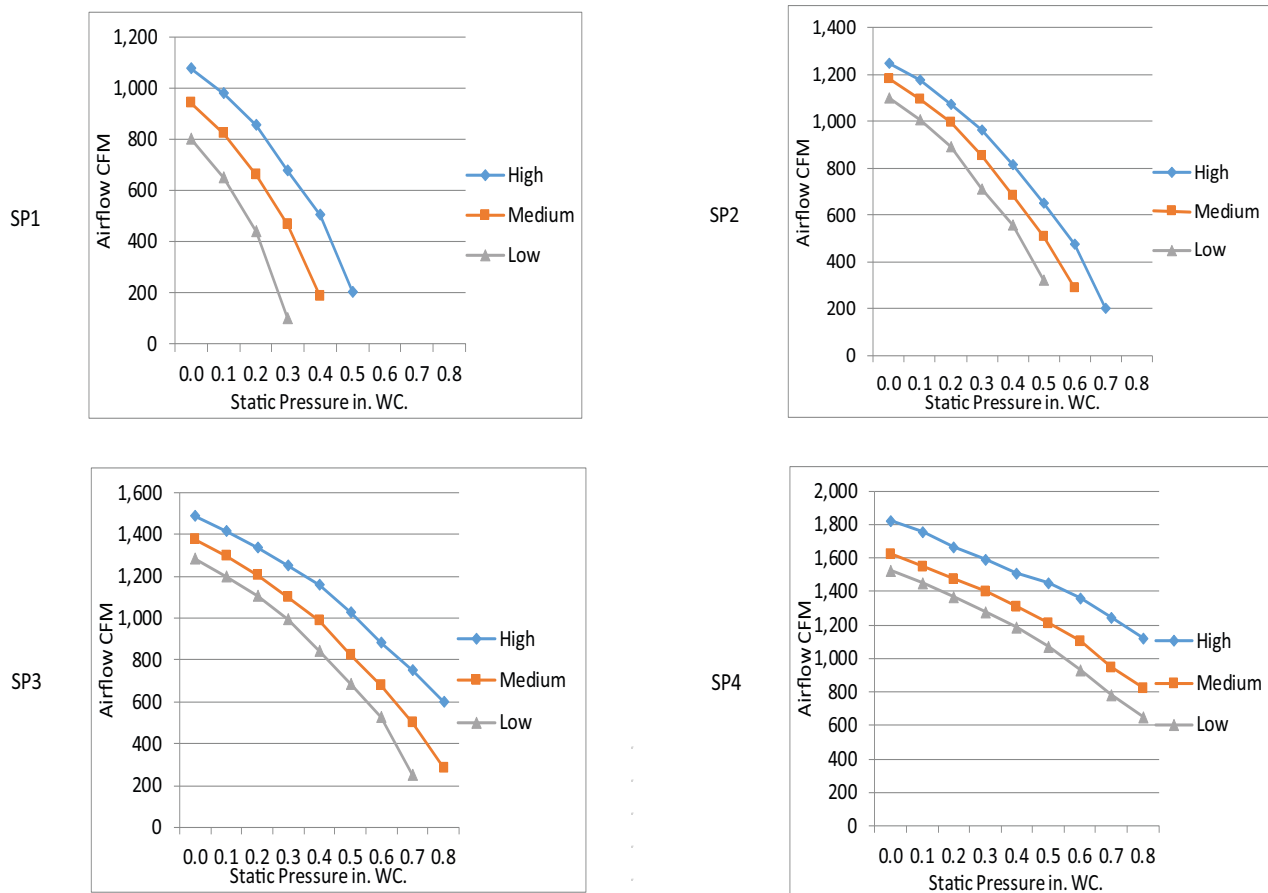 SP1
1,200
1,000
800
600
400
200
0
Airflow CFM
0.0 0.1 0.2 0.3 0.4 0.5 0.6 0.7 0.8
Static Pressure in. WC.
High
Medium
Low
SP2
1,400
1,200
1,000
800
600
400
200
0
Airflow CFM
0.0 0.1 0.2 0.3 0.4 0.5 0.6 0.7 0.8
Static Pressure in. WC.
High
Medium
Low
SP3
1,600
1,400
1,200
1,000
800
600
400
200
0
Airflow CFM
0.0 0.1 0.2 0.3 0.4 0.5 0.6 0.7 0.8
Static Pressure in. WC.
High
Medium
Low
SP4
2,000
1,800
1,600
1,400
1,200
1,000
800
600
400
200
0
Airflow CFM
0.0 0.1 0.2 0.3 0.4 0.5 0.6 0.7 0.8
Static Pressure in. WC.
High
Medium
Low